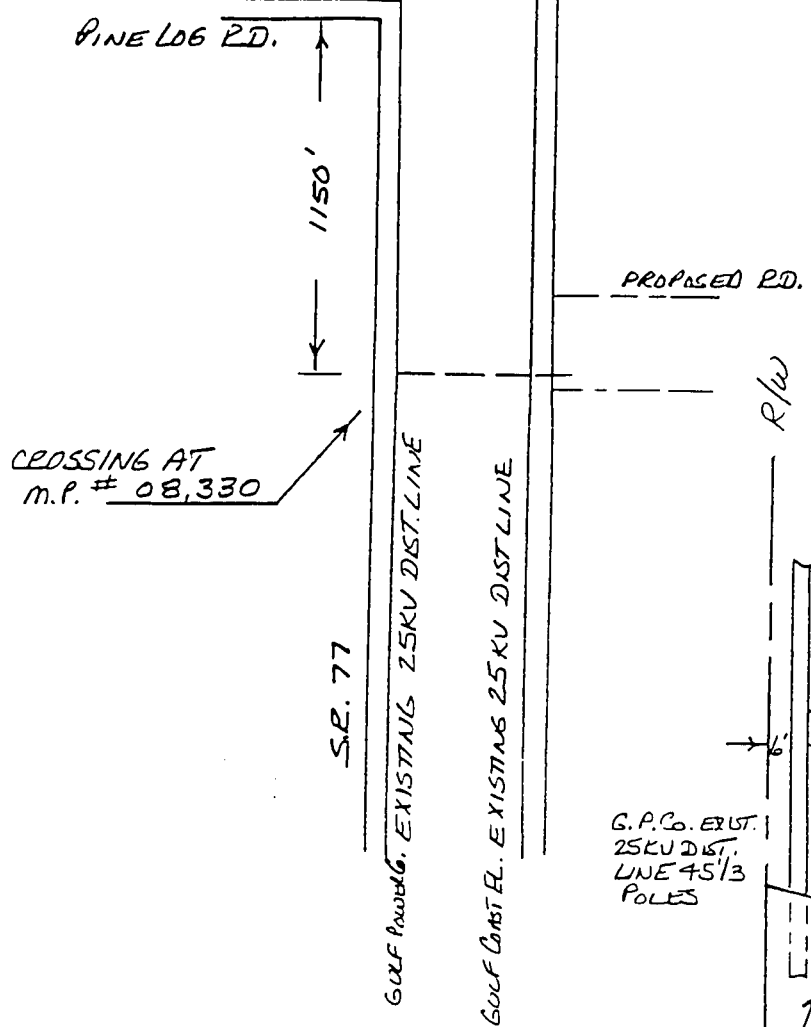 PINE LOG RD.
1150'
PROPOSED RD.
R/W
CROSSING AT
M.P. # 08,330
S.R. 77
GULF POWER CO. EXISTING 25KV DIST. LINE
GULF COAST EL. EXISTING 25KV DIST LINE
6'
G.P.CO. EXIST.
25KV DIST.
LINE 45'/3
POLES